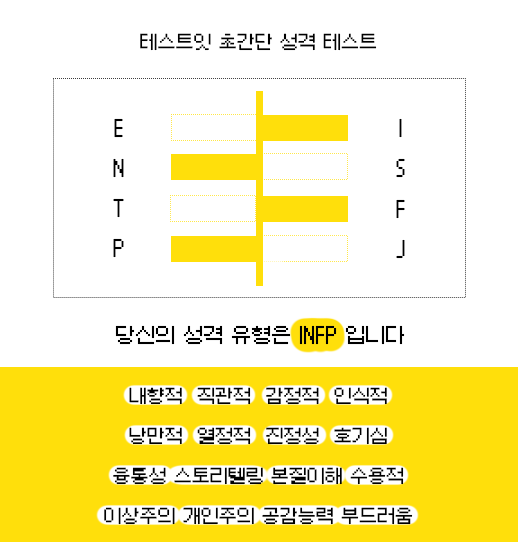 테스트잇 초간단 성격 테스트
E I
N S
T F
P J
당신의 성격 유형은 INFP 입니다
내향적 직관적 감정적 인식적
낭만적 열정적 진정성 호기심
융통성 스토리텔링 본질이해 수용적
이상주의 개인주의 공감능력 부드러움